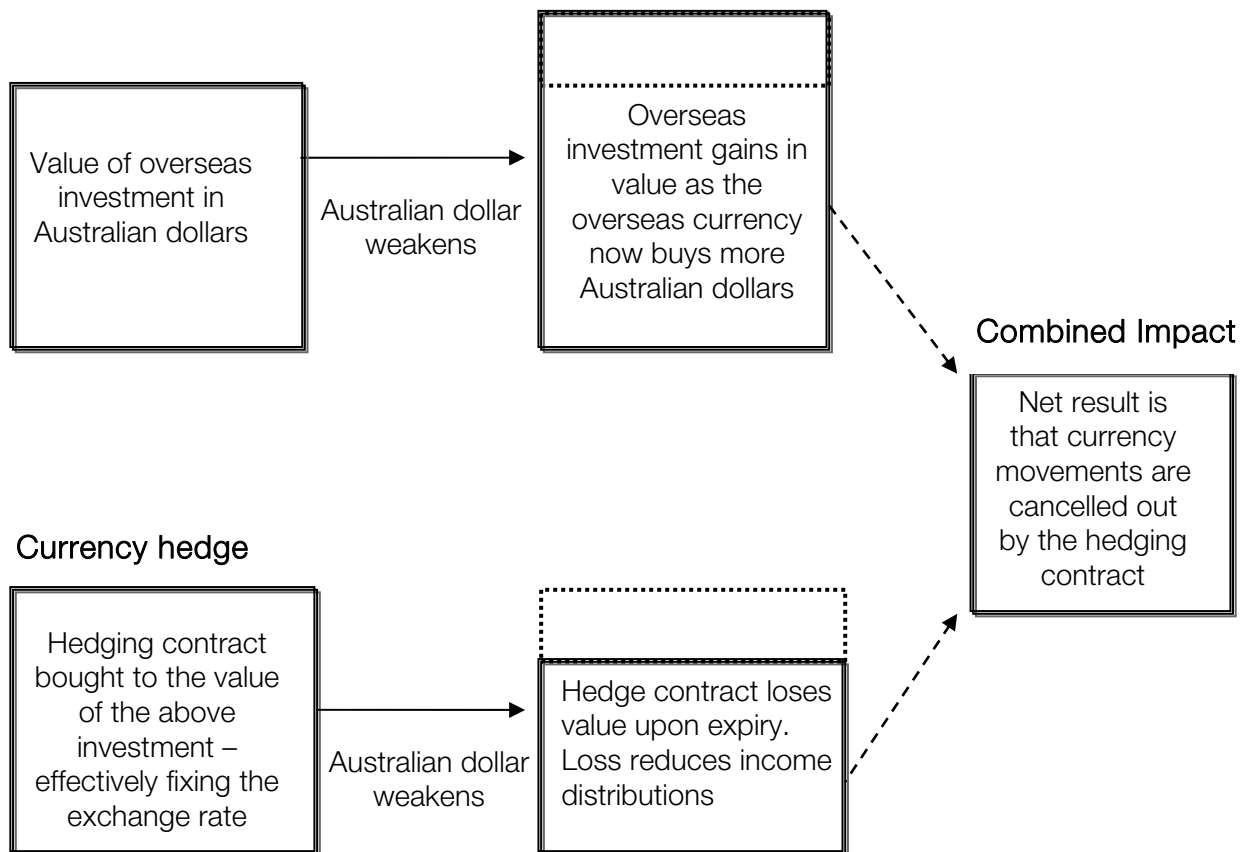 Value of overseas
investment in
Australian dollars
Australian dollar
weakens
Overseas
investment gains in
value as the
overseas currency
now buys more
Australian dollars
Combined Impact
Net result is
that currency
movements are
cancelled out
by the hedging
contract
Currency hedge
Hedging contract
bought to the value
of the above
investment –
effectively fixing the
exchange rate
Australian dollar
weakens
Hedge contract loses
value upon expiry.
Loss reduces income
distributions